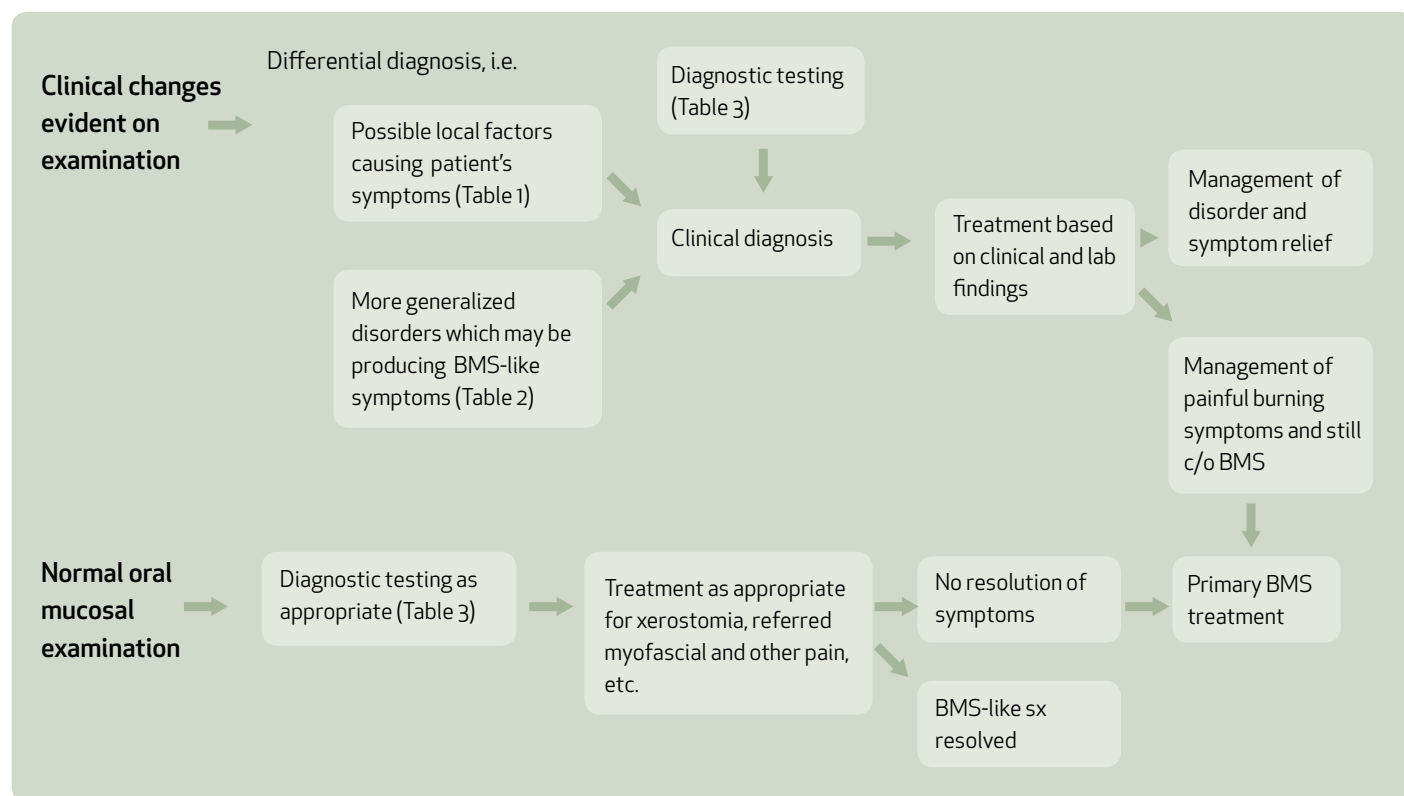 Clinical changes
evident on
examination
Differential diagnosis, i.e.
Possible local factors
causing patient's
symptoms (Table 1)
More generalized
disorders which may be
producing BMS-like
symptoms (Table 2)
Diagnostic testing
(Table 3)
Clinical diagnosis
Treatment based
on clinical and lab
findings
Management of
disorder and
symptom relief
Management of
painful burning
symptoms and still
c/o BMS
Normal oral
mucosal
examination
Diagnostic testing as
appropriate (Table 3)
Treatment as appropriate
for xerostomia, referred
myofascial and other pain,
etc.
No resolution of
symptoms
BMS-like sx
resolved
Primary BMS
treatment